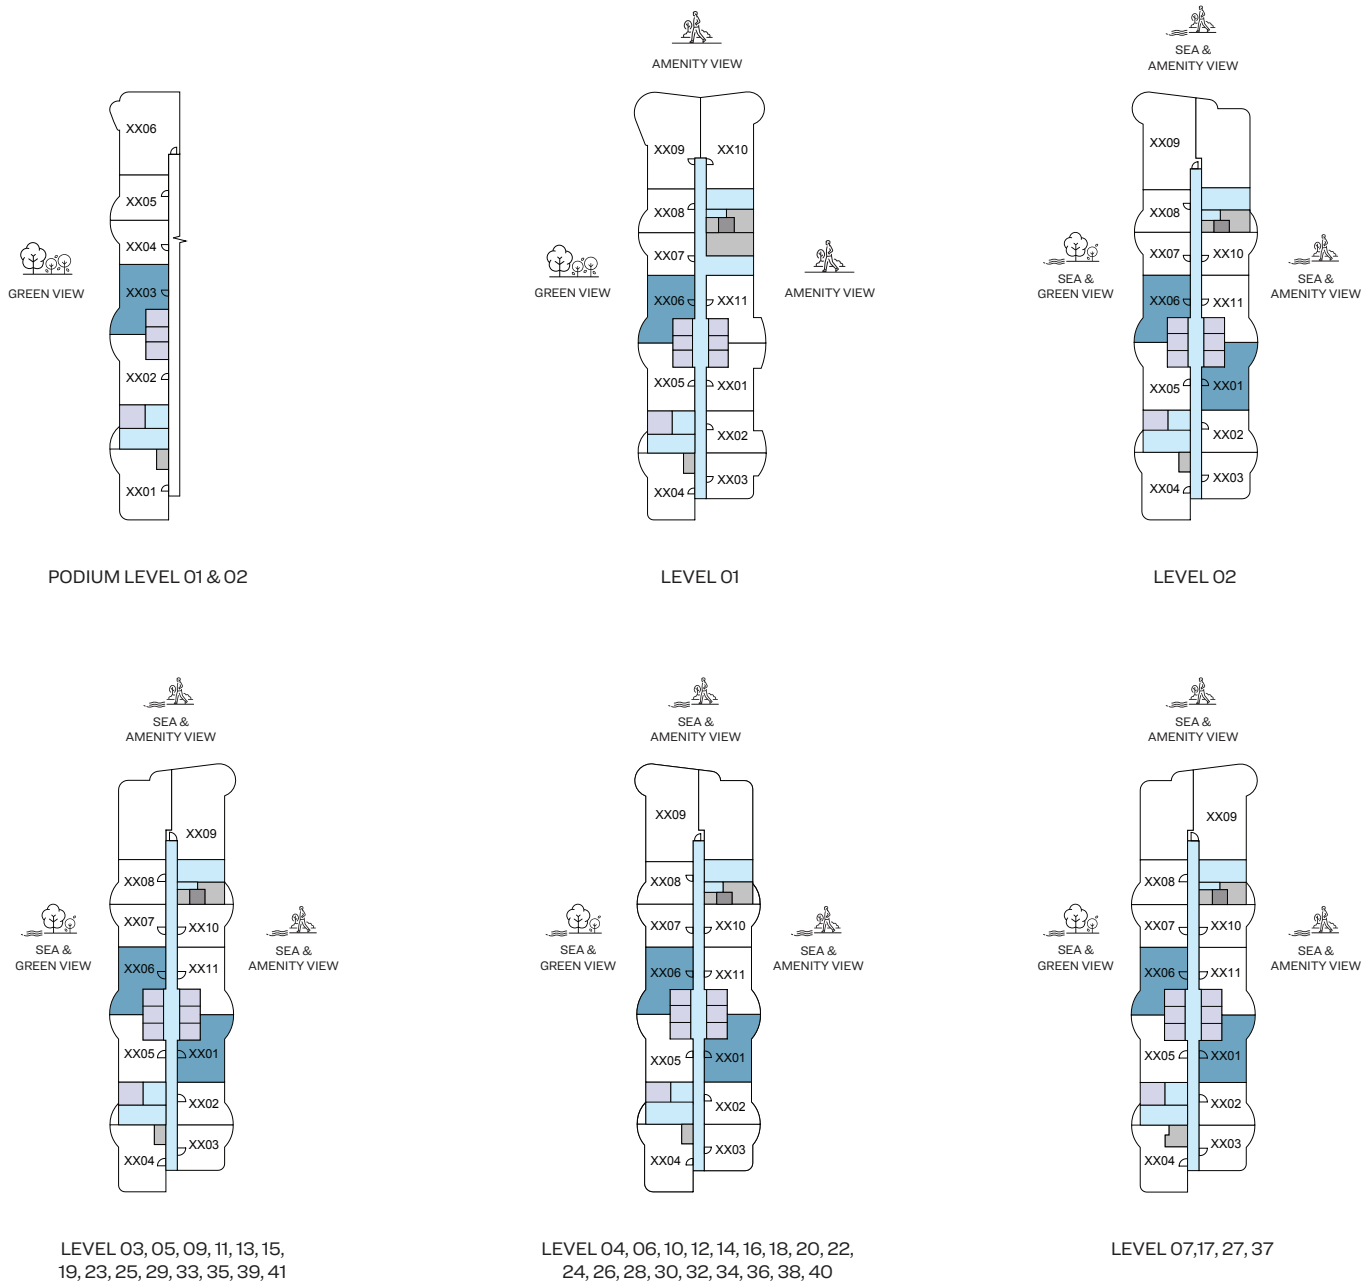 AMENITY VIEW
SEA &
AMENITY VIEW
XX06
XX05
XX04
XX03
XX02
XX01
GREEN VIEW
PODIUM LEVEL 01 & 02
XX09
XX10
XX08
XX07
XX06
XX11
XX05
XX01
XX02
XX03
XX04
GREEN VIEW
AMENITY VIEW
LEVEL 01
XX09
XX08
XX07
XX10
XX06
XX11
XX05
XX01
XX02
XX03
XX04
SEA &
GREEN VIEW
SEA &
AMENITY VIEW
LEVEL 02
SEA &
AMENITY VIEW
XX09
XX08
XX07
XX10
XX06
XX11
XX05
XX01
XX02
XX03
XX04
SEA &
GREEN VIEW
SEA &
AMENITY VIEW
LEVEL 03, 05, 09, 11, 13, 15,
19, 23, 25, 29, 33, 35, 39, 41
SEA &
AMENITY VIEW
XX09
XX08
XX07
XX10
XX06
XX11
XX05
XX01
XX02
XX03
XX04
SEA &
GREEN VIEW
SEA &
AMENITY VIEW
LEVEL 04, 06, 10, 12, 14, 16, 18, 20, 22,
24, 26, 28, 30, 32, 34, 36, 38, 40
SEA &
AMENITY VIEW
XX09
XX08
XX07
XX10
XX06
XX11
XX05
XX01
XX02
XX03
XX04
SEA &
GREEN VIEW
SEA &
AMENITY VIEW
LEVEL 07,17, 27, 37